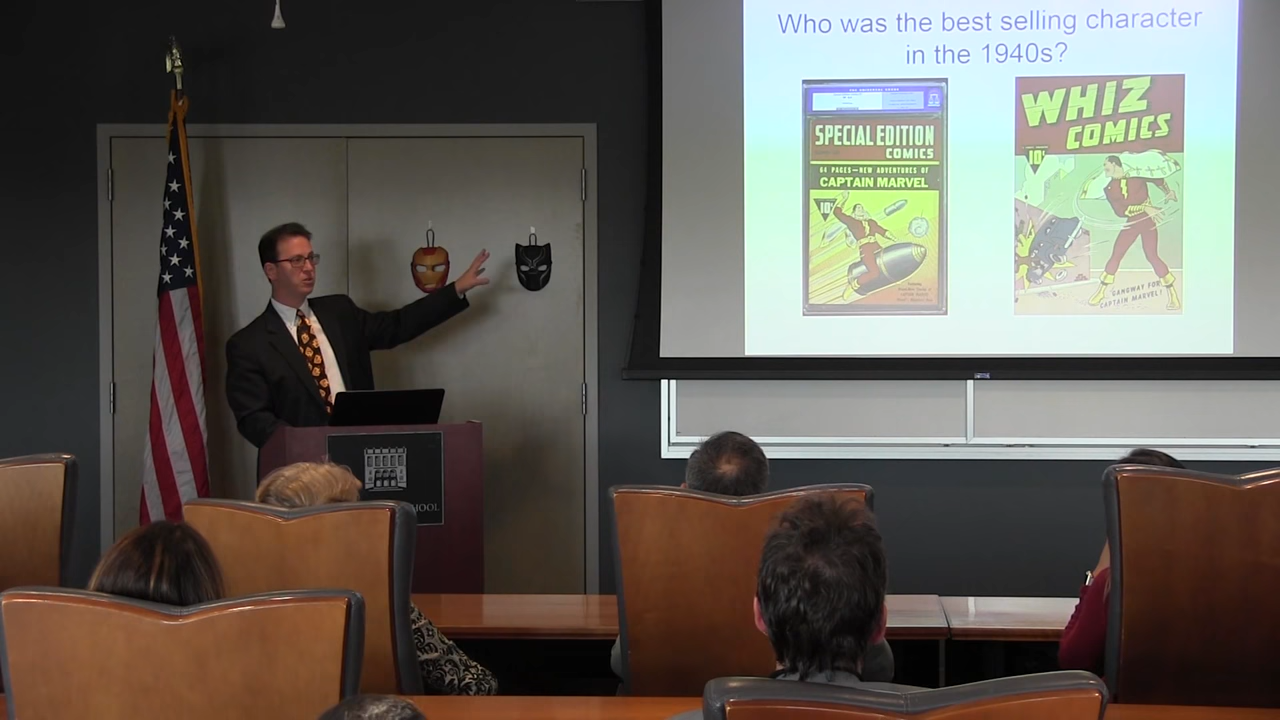 Who was the best selling character
in the 1940s?
SPECIAL EDITION
COMICS
64 PAGES—NEW ADVENTURES OF
CAPTAIN MARVEL
10¢
WHIZ
COMICS
10¢
GANGWAY FOR
CAPTAIN MARVEL!
HOOL